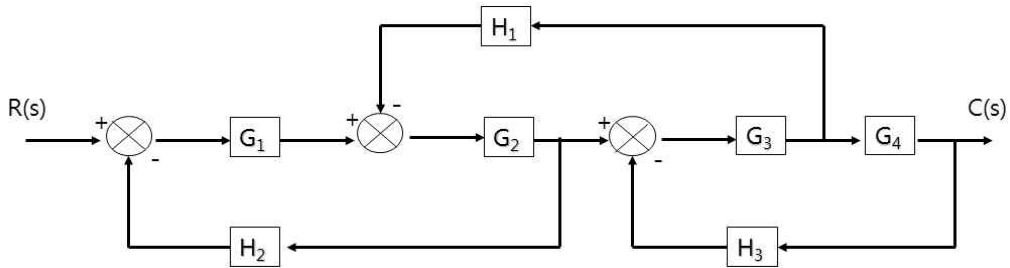 H₁
R(s)
C(s)
+
-
G₁
+
-
G₂
+
-
G₃
G₄
H₂
H₃